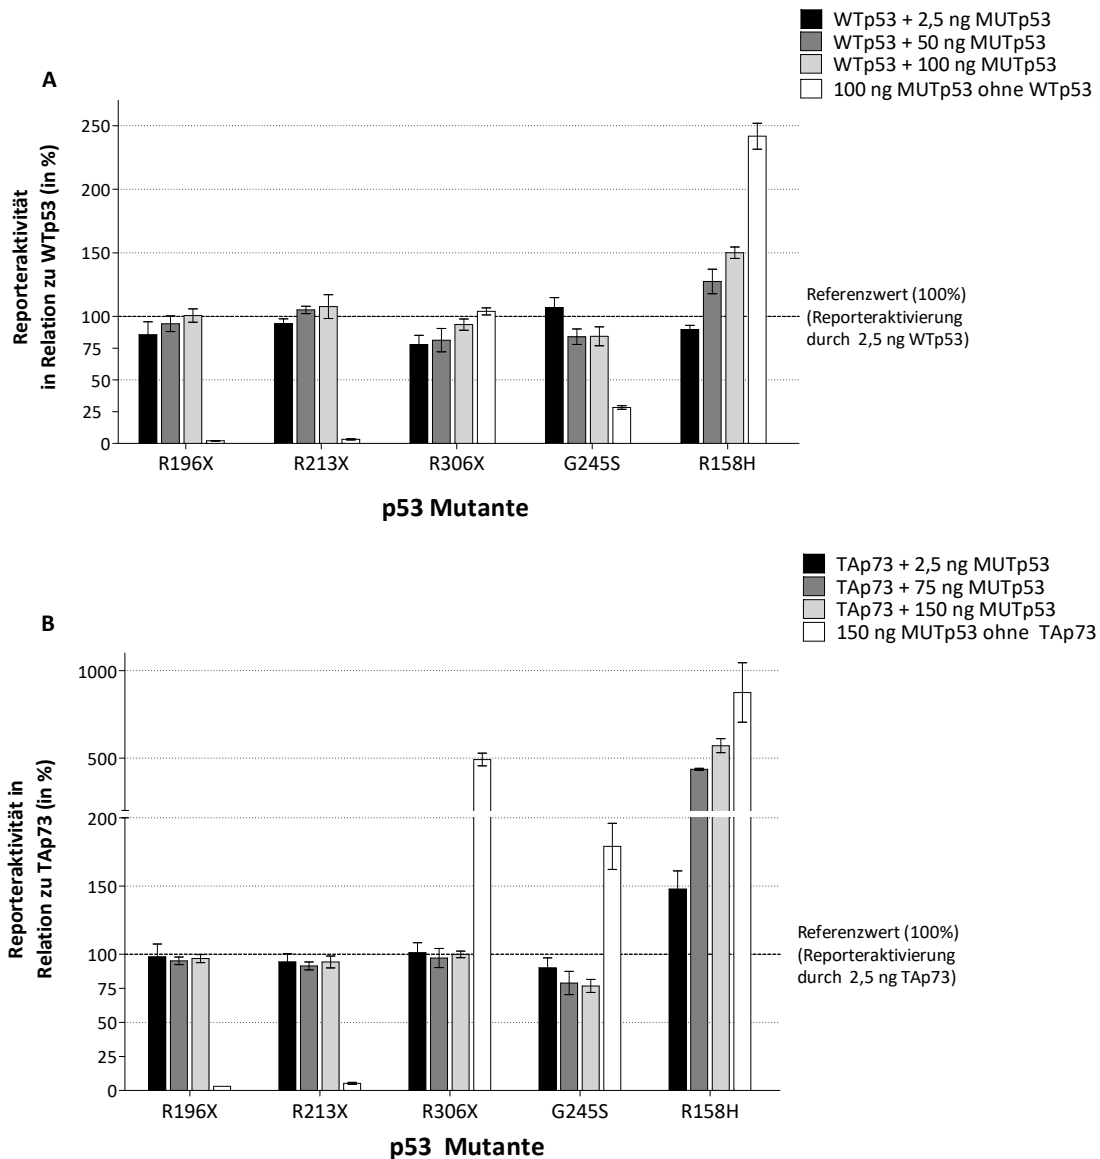 WTp53 + 2,5 ng MUTp53
WTp53 + 50 ng MUTp53
WTp53 + 100 ng MUTp53
100 ng MUTp53 ohne WTp53
A
Reporteraktivität
in Relation zu WTp53 (in %)
250
200
150
100
75
50
25
0
Referenzwert (100%)
(Reporteraktivierung
durch 2,5 ng WTp53)
R196X R213X R306X G245S R158H
p53 Mutante
TAp73 + 2,5 ng MUTp53
TAp73 + 75 ng MUTp53
TAp73 + 150 ng MUTp53
150 ng MUTp53 ohne TAp73
B
Reporteraktivität in
Relation zu TAp73 (in %)
1000
500
200
150
100
75
50
25
0
Referenzwert (100%)
(Reporteraktivierung
durch 2,5 ng TAp73)
R196X R213X R306X G245S R158H
p53 Mutante